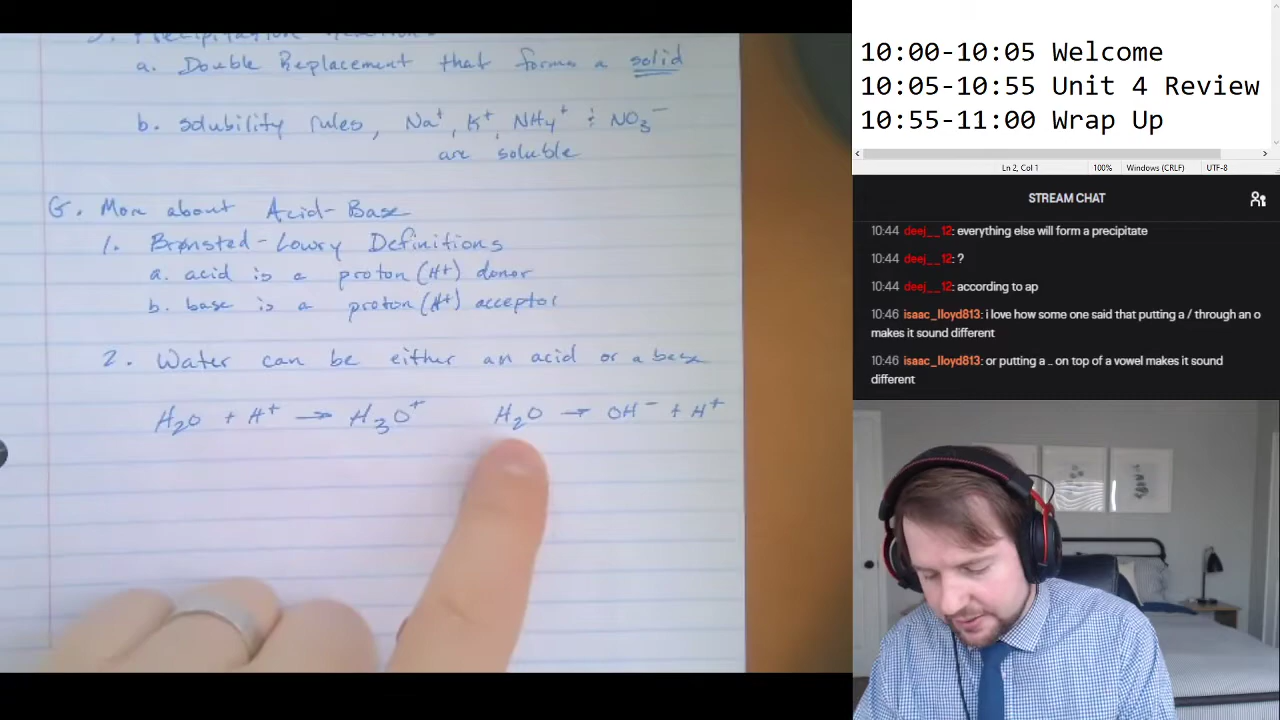 3. Precipitation Reactions
a. Double Replacement that forms a solid
b. solubility rules, Na+, K+, NH4+ & NO3-
are soluble
G. More about Acid-Base
1. Brønsted-Lowry Definitions
a. acid is a proton (H+) donor
b. base is a proton (H+) acceptor
2. Water can be either an acid or a base
H2O + H+ → H3O+ H2O → OH- + H+
10:00-10:05 Welcome
10:05-10:55 Unit 4 Review
10:55-11:00 Wrap Up
Ln 2, Col 1 100% Windows (CRLF) UTF-8
STREAM CHAT
10:44 deej__12: everything else will form a precipitate
10:44 deej__12: ?
10:44 deej__12: according to ap
10:46 isaac_lloyd813: i love how some one said that putting a / through an o
makes it sound different
10:46 isaac_lloyd813: or putting a _ on top of a vowel makes it sound
different